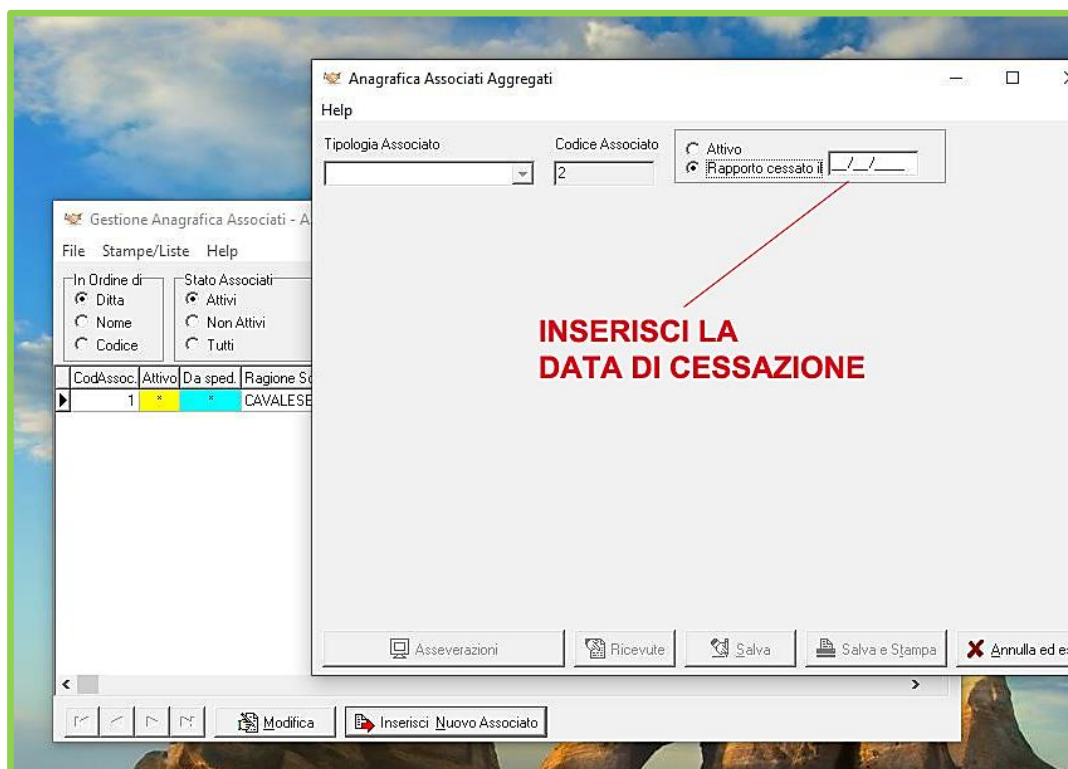 Anagrafica Associati Aggregati
Help
Tipologia Associato
Codice Associato
2
Attivo
Rapporto cessato il __/__/____
Gestione Anagrafica Associati - A
File Stampe/Liste Help
In Ordine di
Ditta
Nome
Codice
Stato Associati
Attivi
Non Attivi
Tutti
INSERISCI LA
DATA DI CESSAZIONE
CodAssoc. Attivo Da sped. Ragione So
1 * * CAVALESE
Asseverazioni Ricevute Salva Salva e Stampa Annulla ed es
Modifica Inserisci Nuovo Associato